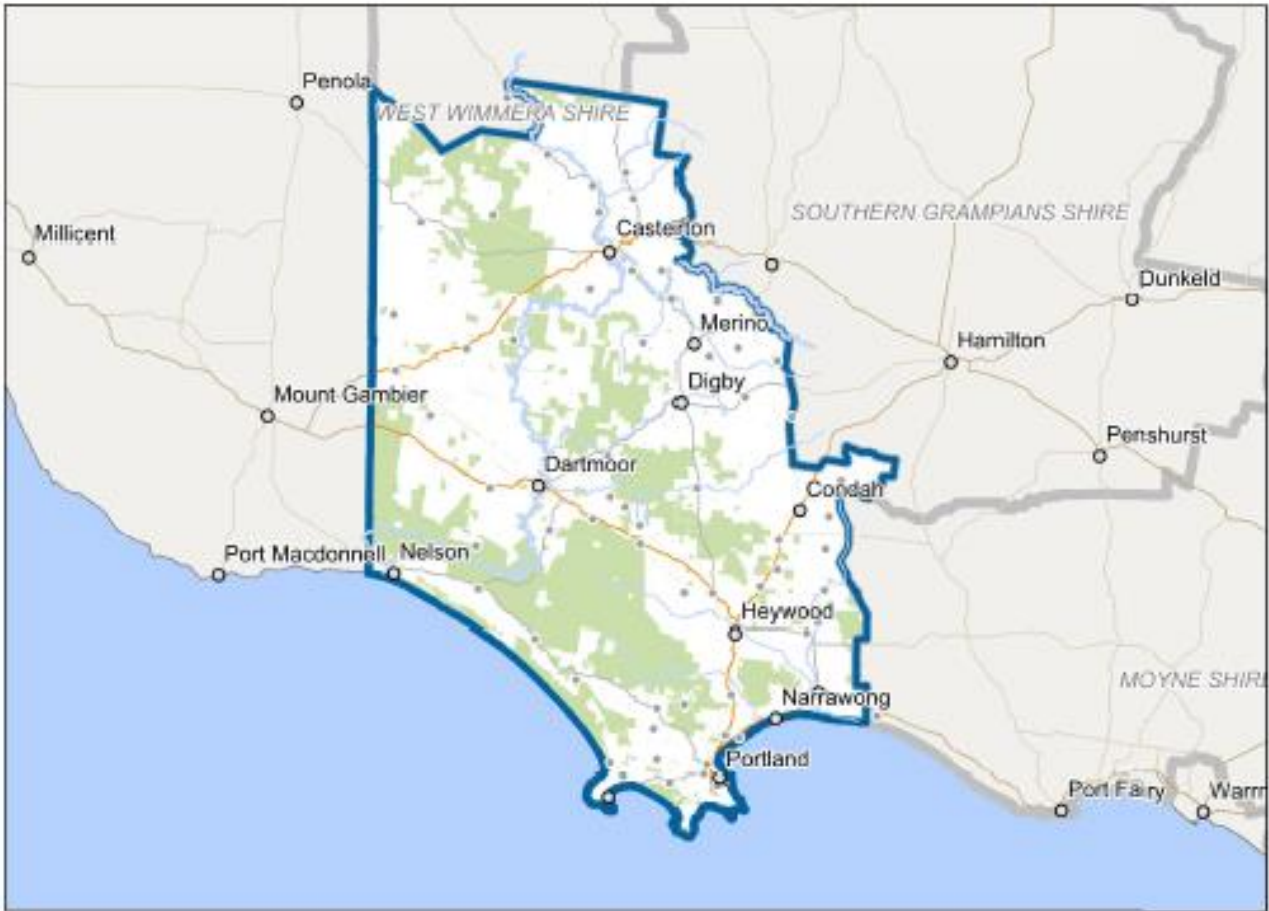 Penola
WEST WIMMERA SHIRE
SOUTHERN GRAMPIANS SHIRE
Millicent
Casterton
Dunkeld
Merino
Hamilton
Digby
Mount Gambier
Penshurst
Dartmoor
Condah
Port Macdonnell
Nelson
Heywood
MOYNE SHIRE
Narrawong
Portland
Port Fairy
Warrn